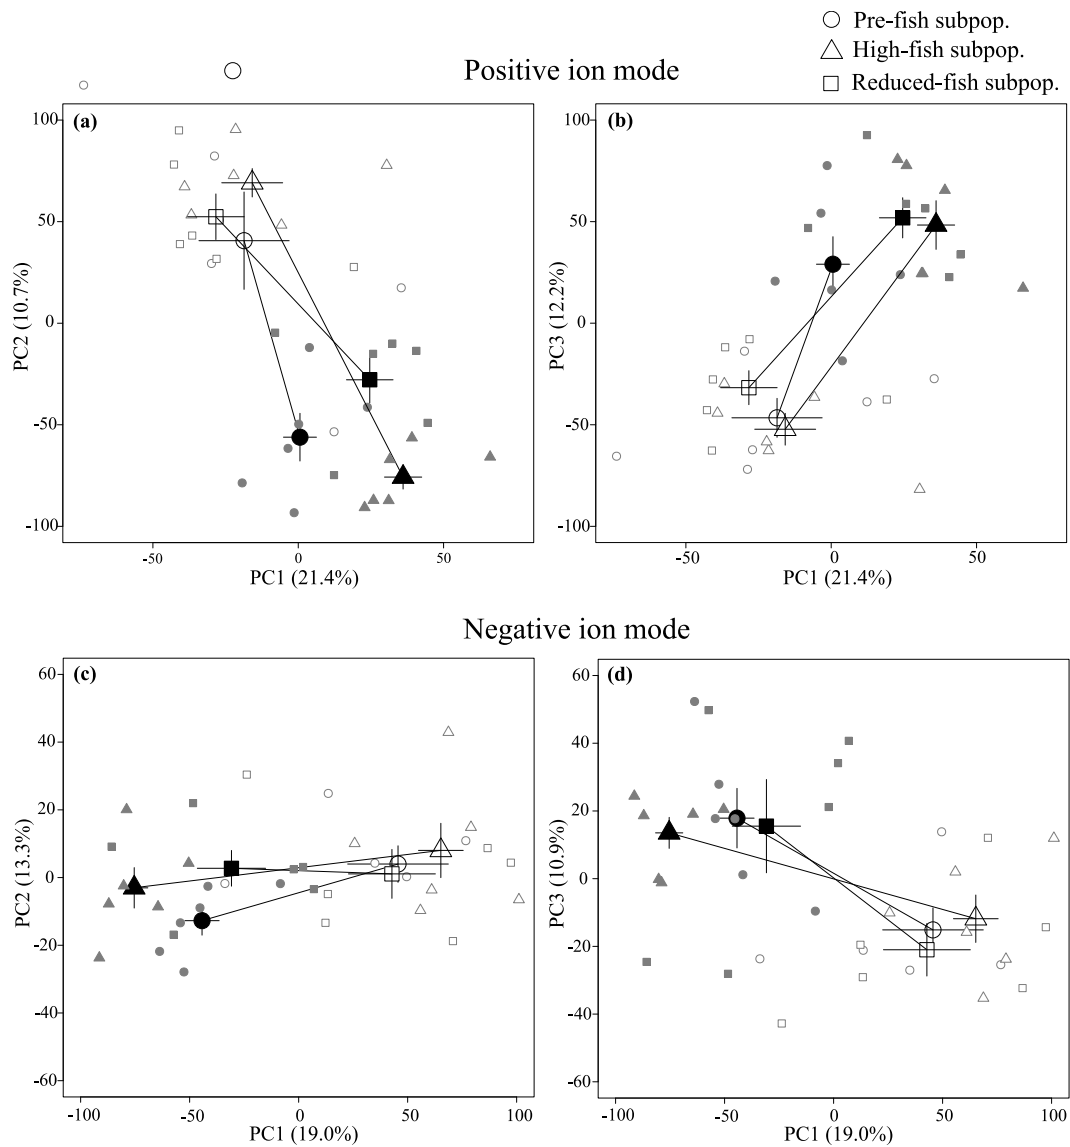 Pre-fish subpop.
High-fish subpop.
Reduced-fish subpop.
Positive ion mode
(a)
100
50
0
-50
-100
PC2 (10.7%)
-50 0 50
PC1 (21.4%)
(b)
100
50
0
-50
-100
PC3 (12.2%)
-50 0 50
PC1 (21.4%)
Negative ion mode
(c)
60
40
20
0
-20
-40
-60
PC2 (13.3%)
-100 -50 0 50 100
PC1 (19.0%)
(d)
60
40
20
0
-20
-40
-60
PC3 (10.9%)
-100 -50 0 50 100
PC1 (19.0%)